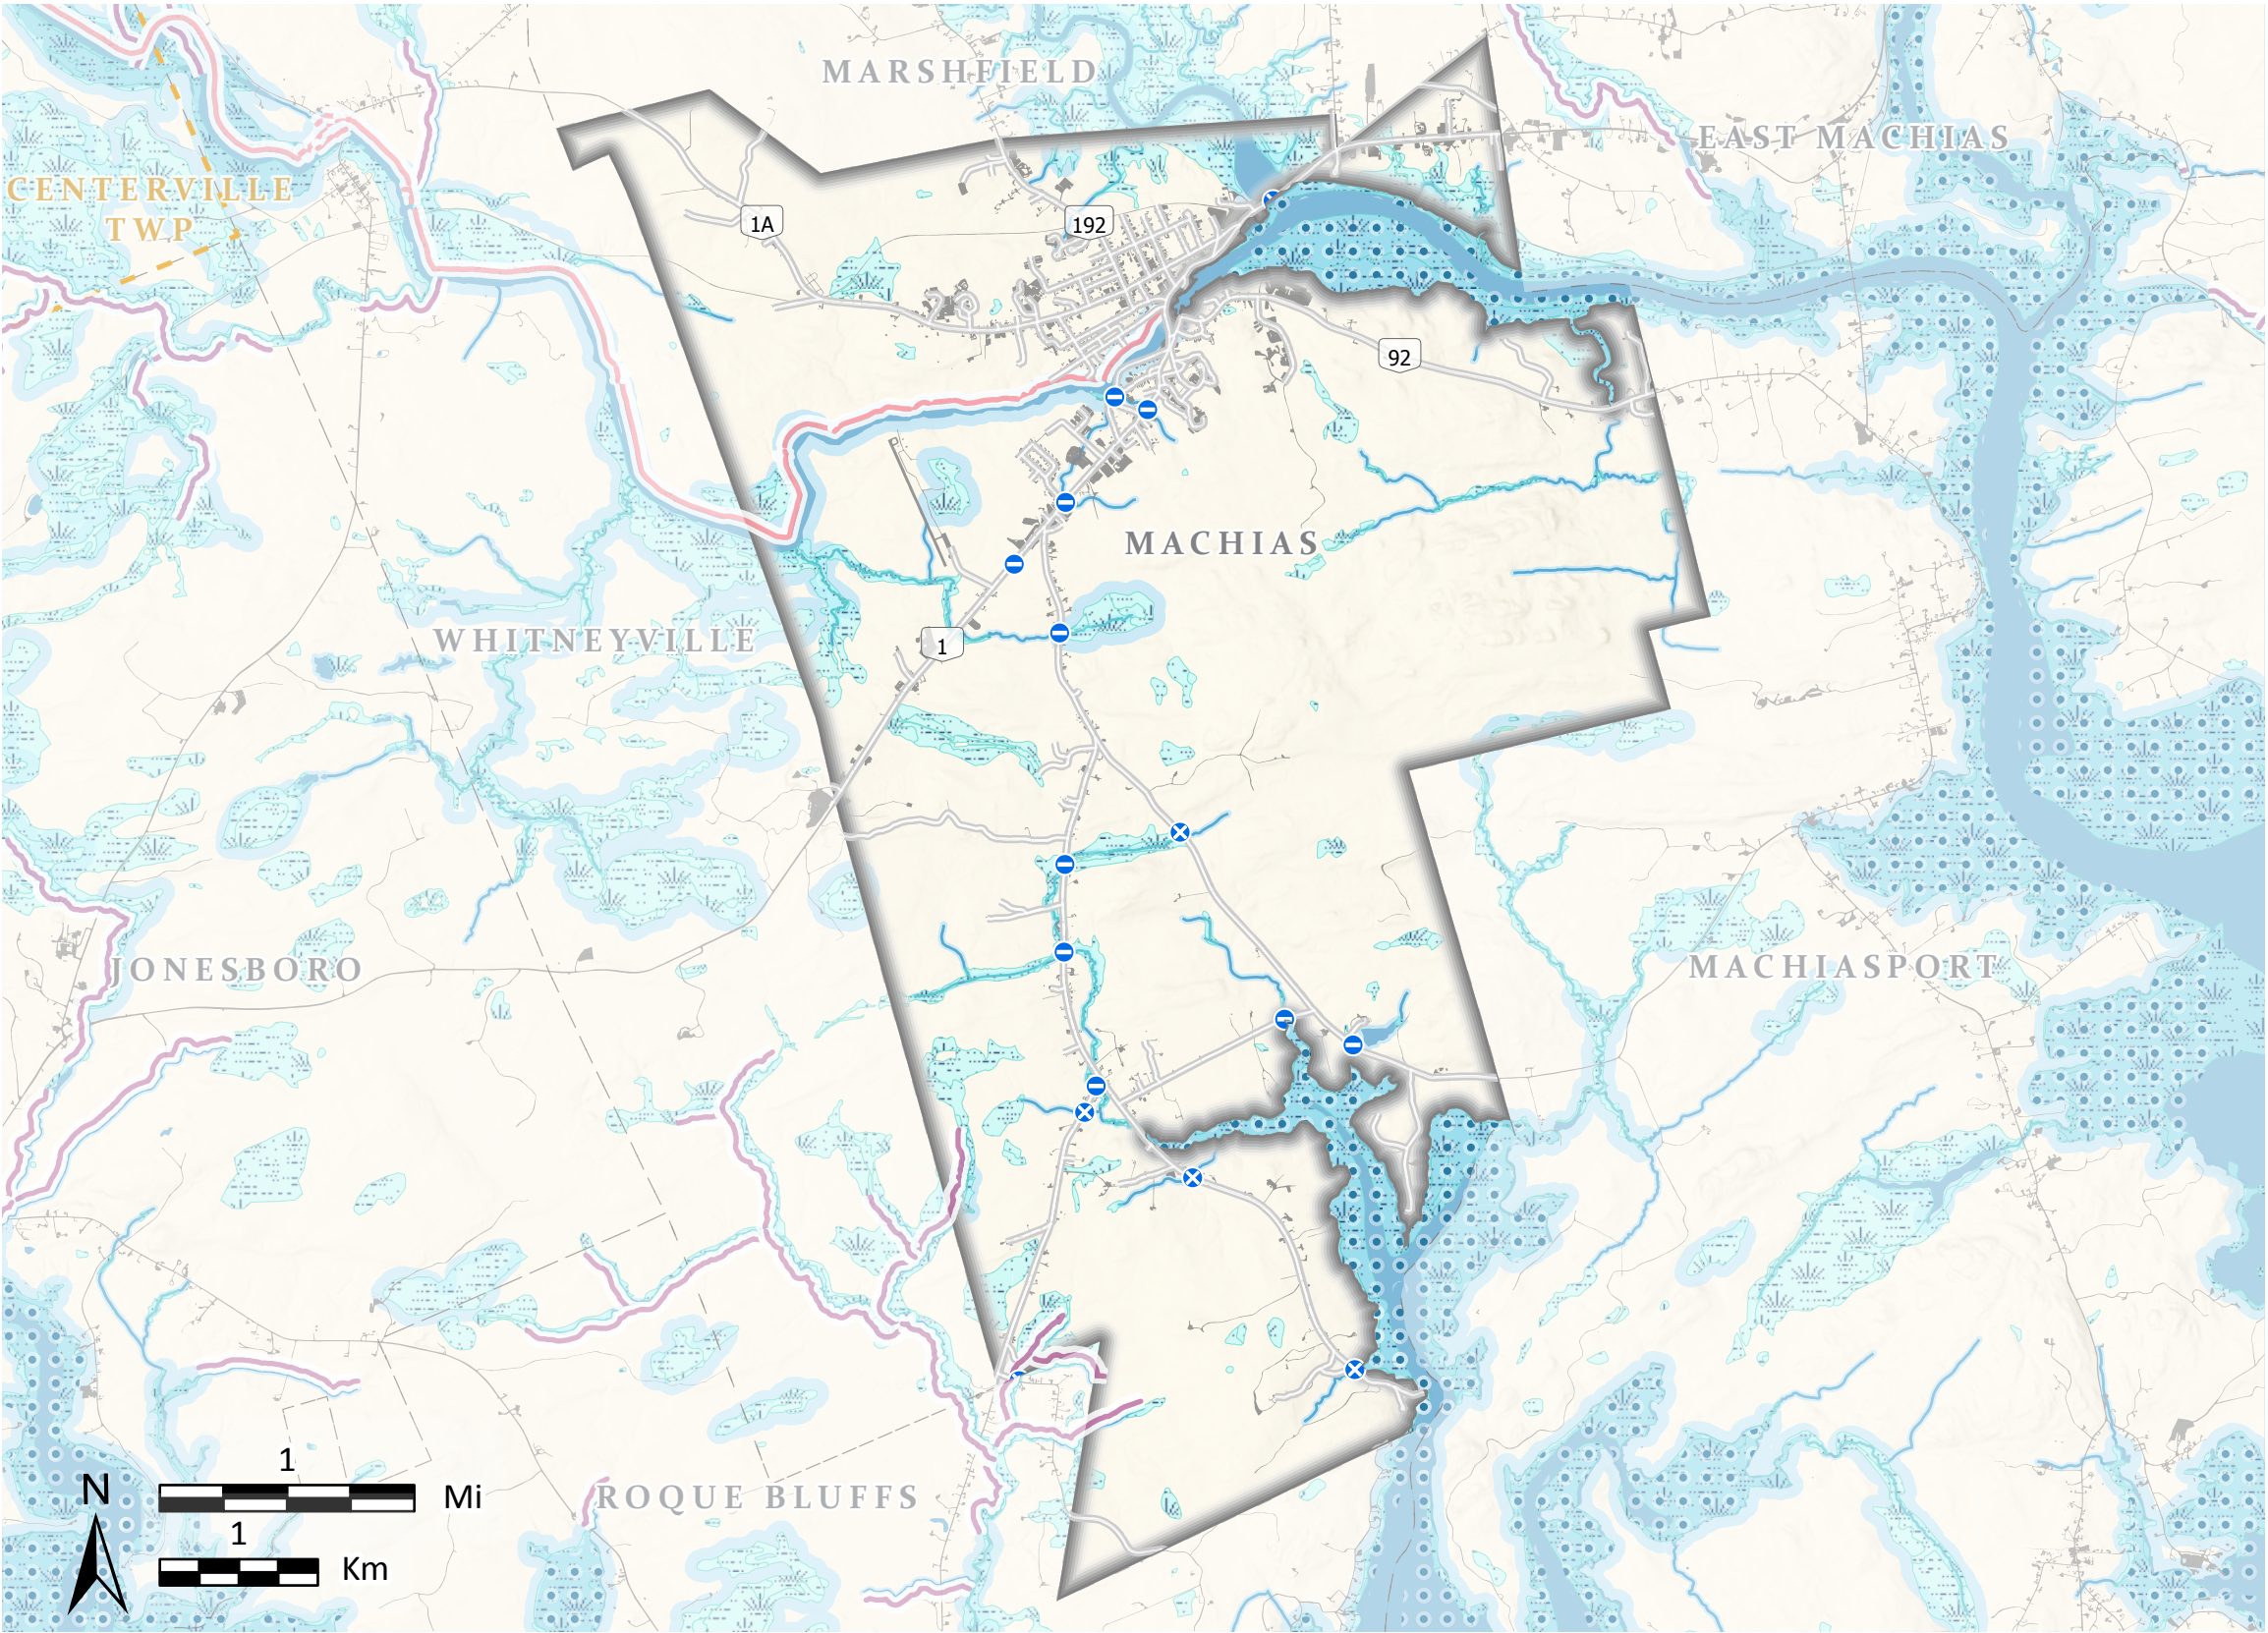 MARSHFIELD
EAST MACHIAS
CENTERVILLE
TWP
1A
192
92
MACHIAS
WHITNEYVILLE
1
JONESBORO
MACHIASPORT
ROQUE BLUFFS
N
1
Mi
1
Km